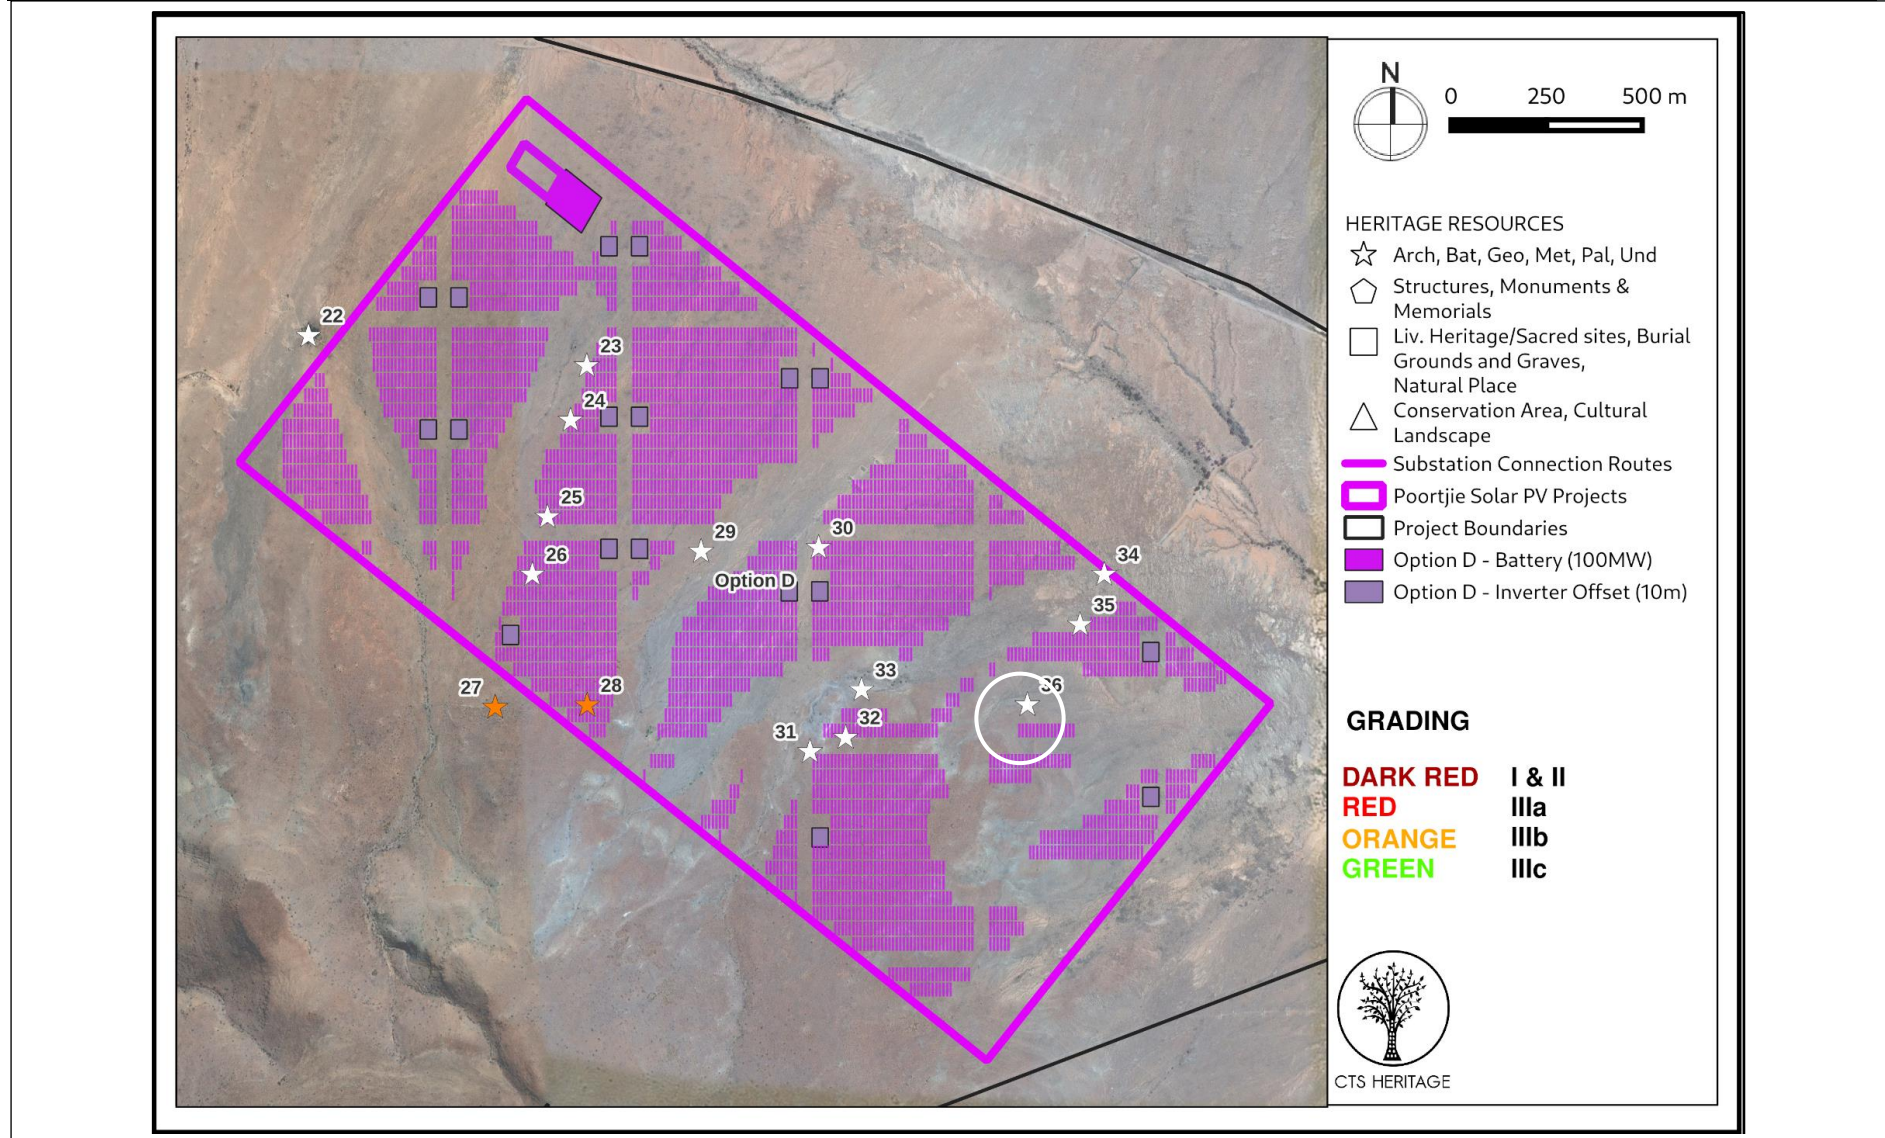 N
0 250 500 m
HERITAGE RESOURCES
Arch, Bat, Geo, Met, Pal, Und
Structures, Monuments &
Memorials
Liv. Heritage/Sacred sites, Burial
Grounds and Graves,
Natural Place
Conservation Area, Cultural
Landscape
Substation Connection Routes
Poortjie Solar PV Projects
Project Boundaries
Option D - Battery (100MW)
Option D - Inverter Offset (10m)
GRADING
DARK RED I & II
RED IIIa
ORANGE IIIb
GREEN IIIc
CTS HERITAGE
22
23
24
25
26
29
30
Option D
34
35
27
28
33
36
32
31